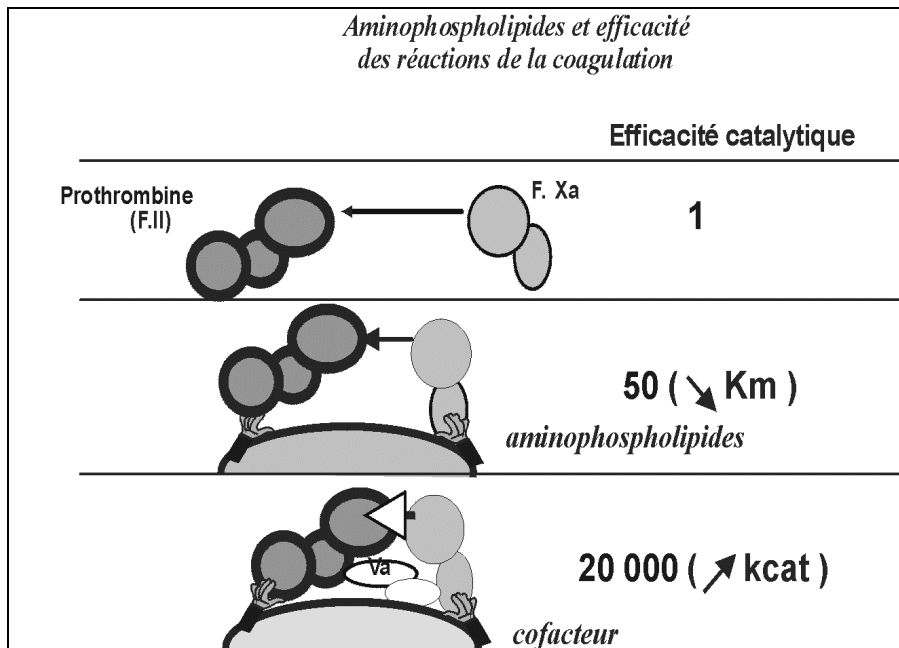 Aminophospholipides et efficacité
des réactions de la coagulation
Efficacité catalytique
Prothrombine
(F.II)
F. Xa
1
50 ( ↘ Km )
aminophospholipides
Va
20 000 ( ↗ kcat )
cofacteur